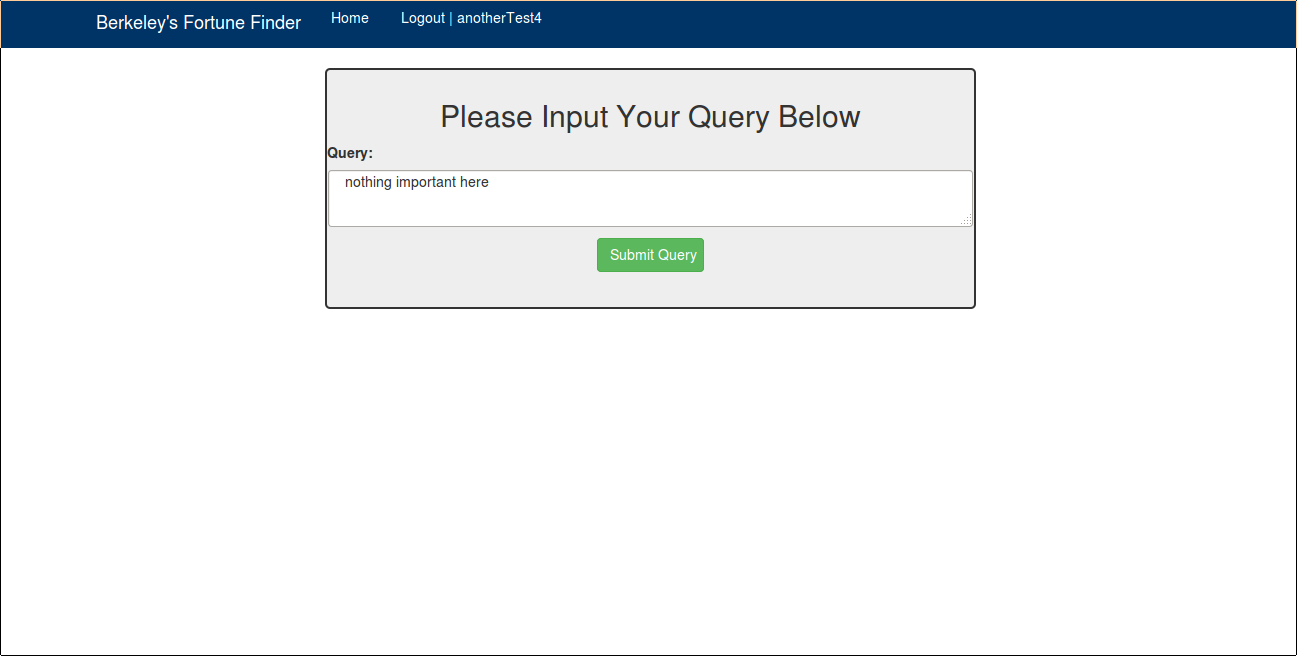 Berkeley's Fortune Finder Home Logout | anotherTest4
Please Input Your Query Below
Query:
nothing important here
Submit Query